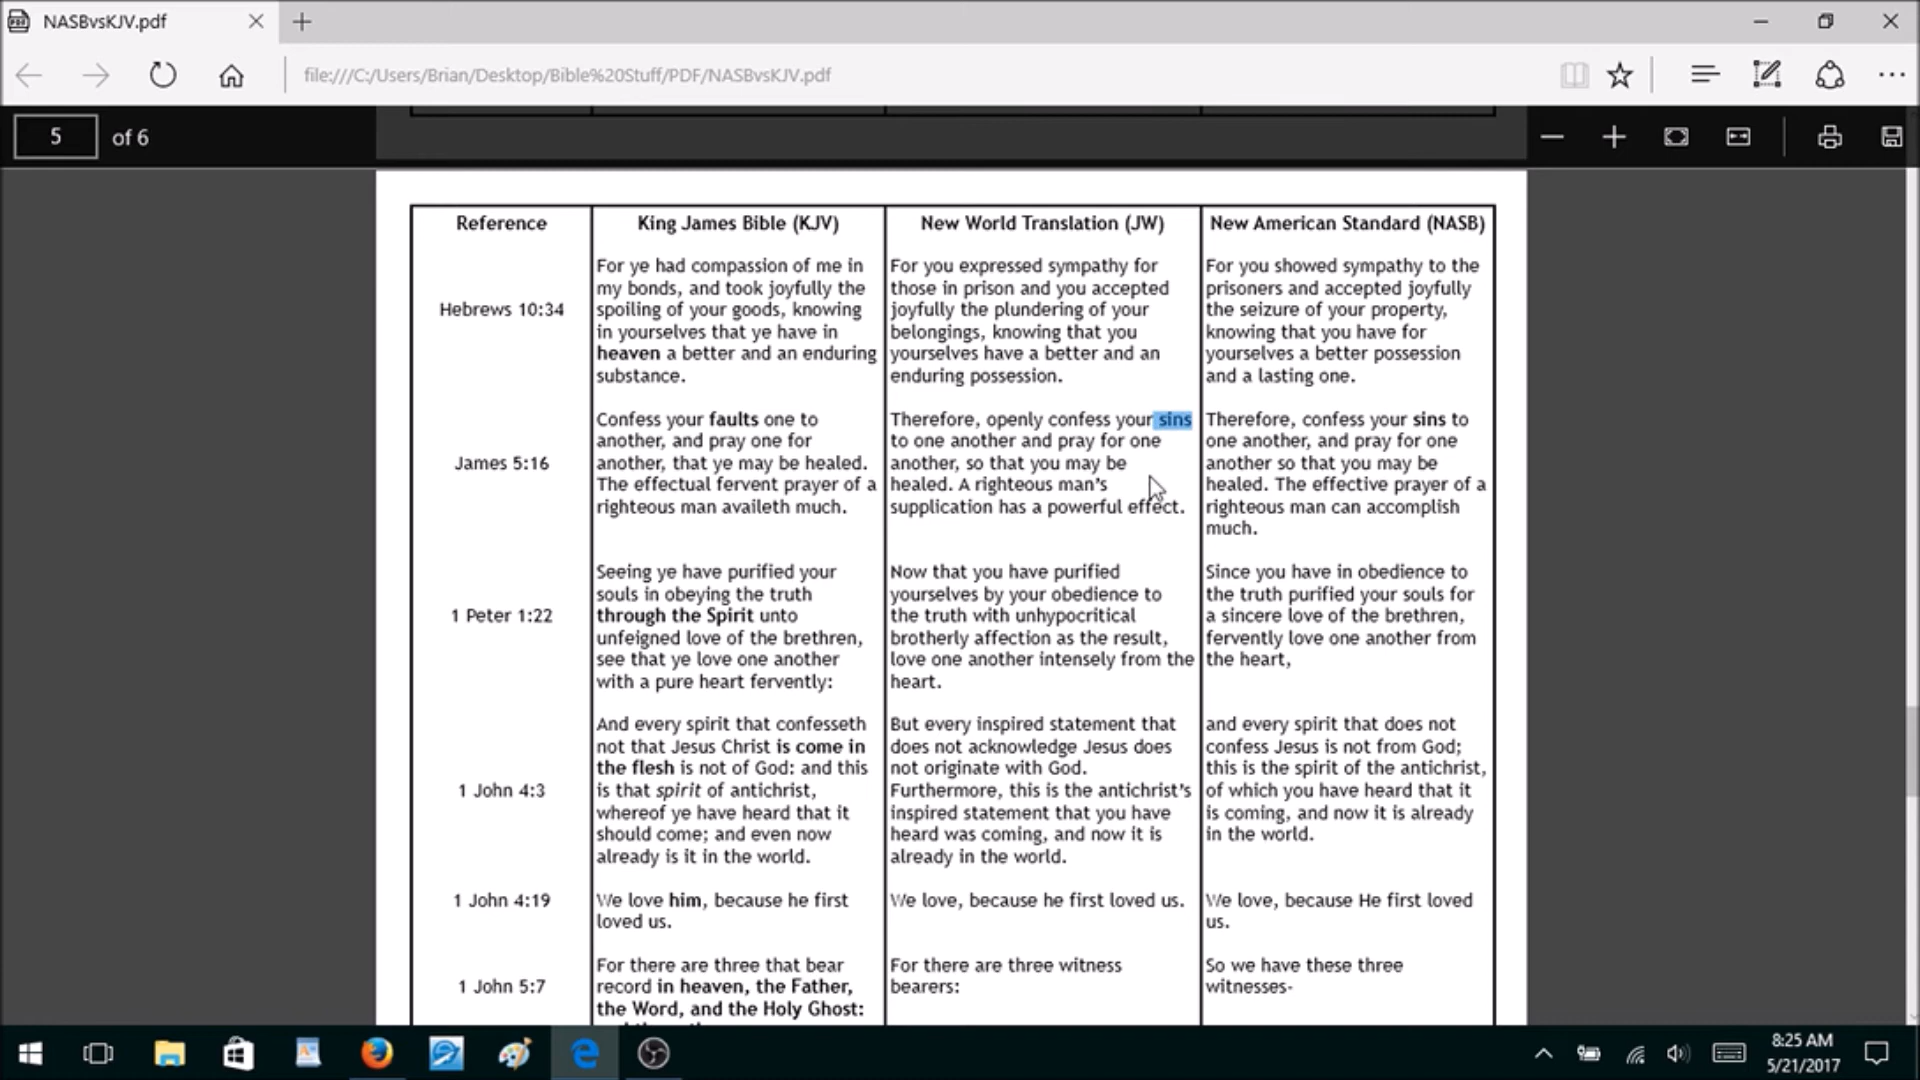 NASBvsKJV.pdf
file:///C:/Users/Brian/Desktop/Bible%20Stuff/PDF/NASBvsKJV.pdf
5 of 6
Reference
King James Bible (KJV)
New World Translation (JW)
New American Standard (NASB)
Hebrews 10:34
For ye had compassion of me in
my bonds, and took joyfully the
spoiling of your goods, knowing
in yourselves that ye have in
heaven a better and an enduring
substance.
For you expressed sympathy for
those in prison and you accepted
joyfully the plundering of your
belongings, knowing that you
yourselves have a better and an
enduring possession.
For you showed sympathy to the
prisoners and accepted joyfully
the seizure of your property,
knowing that you have for
yourselves a better possession
and a lasting one.
James 5:16
Confess your faults one to
another, and pray one for
another, that ye may be healed.
The effectual fervent prayer of a
righteous man availeth much.
Therefore, openly confess your sins
to one another and pray for one
another, so that you may be
healed. A righteous man's
supplication has a powerful effect.
Therefore, confess your sins to
one another, and pray for one
another so that you may be
healed. The effective prayer of a
righteous man can accomplish
much.
1 Peter 1:22
Seeing ye have purified your
souls in obeying the truth
through the Spirit unto
unfeigned love of the brethren,
see that ye love one another
with a pure heart fervently:
Now that you have purified
yourselves by your obedience to
the truth with unhypocritical
brotherly affection as the result,
love one another intensely from the
heart.
Since you have in obedience to
the truth purified your souls for
a sincere love of the brethren,
fervently love one another from
the heart,
1 John 4:3
And every spirit that confesseth
not that Jesus Christ is come in
the flesh is not of God: and this
is that spirit of antichrist,
whereof ye have heard that it
should come; and even now
already is it in the world.
But every inspired statement that
does not acknowledge Jesus does
not originate with God.
Furthermore, this is the antichrist's
inspired statement that you have
heard was coming, and now it is
already in the world.
and every spirit that does not
confess Jesus is not from God;
this is the spirit of the antichrist,
of which you have heard that it
is coming, and now it is already
in the world.
1 John 4:19
We love him, because he first
loved us.
We love, because he first loved us.
We love, because He first loved
us.
1 John 5:7
For there are three that bear
record in heaven, the Father,
the Word, and the Holy Ghost:
For there are three witness
bearers:
So we have these three
witnesses-
8:25 AM
5/21/2017